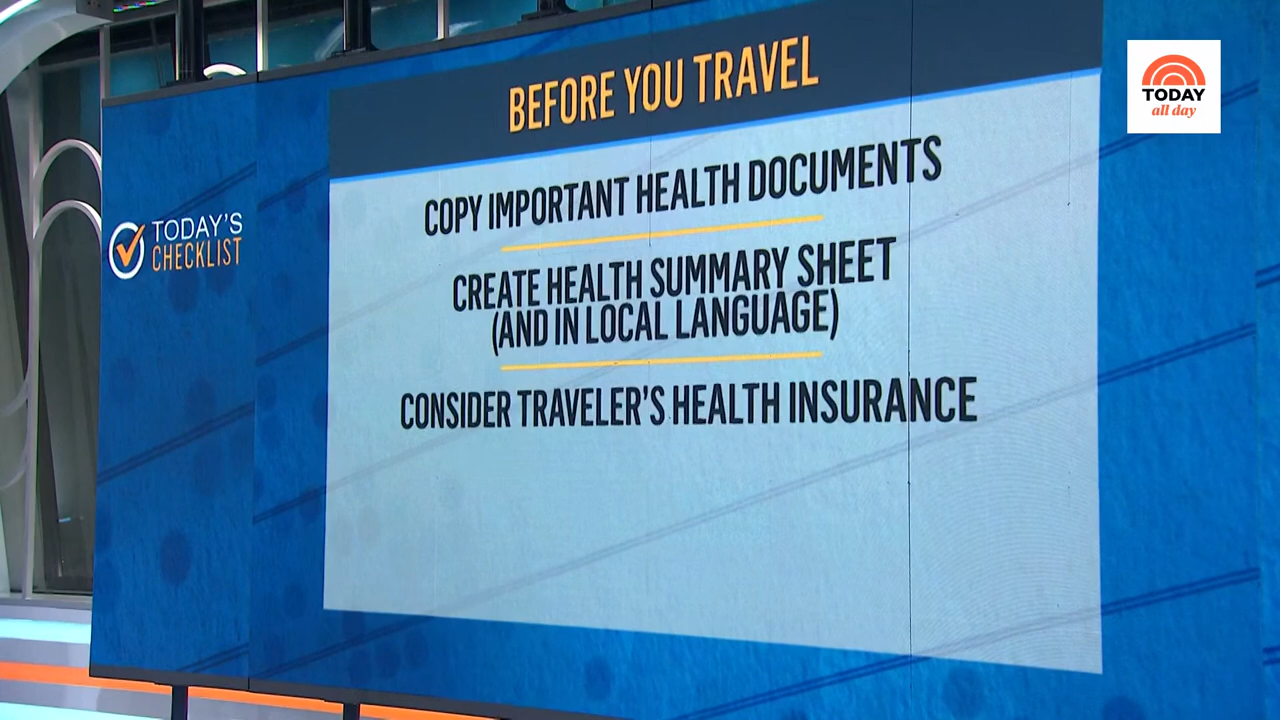 TODAY
all day
BEFORE YOU TRAVEL
COPY IMPORTANT HEALTH DOCUMENTS
TODAY'S
CHECKLIST
CREATE HEALTH SUMMARY SHEET
(AND IN LOCAL LANGUAGE)
CONSIDER TRAVELER'S HEALTH INSURANCE